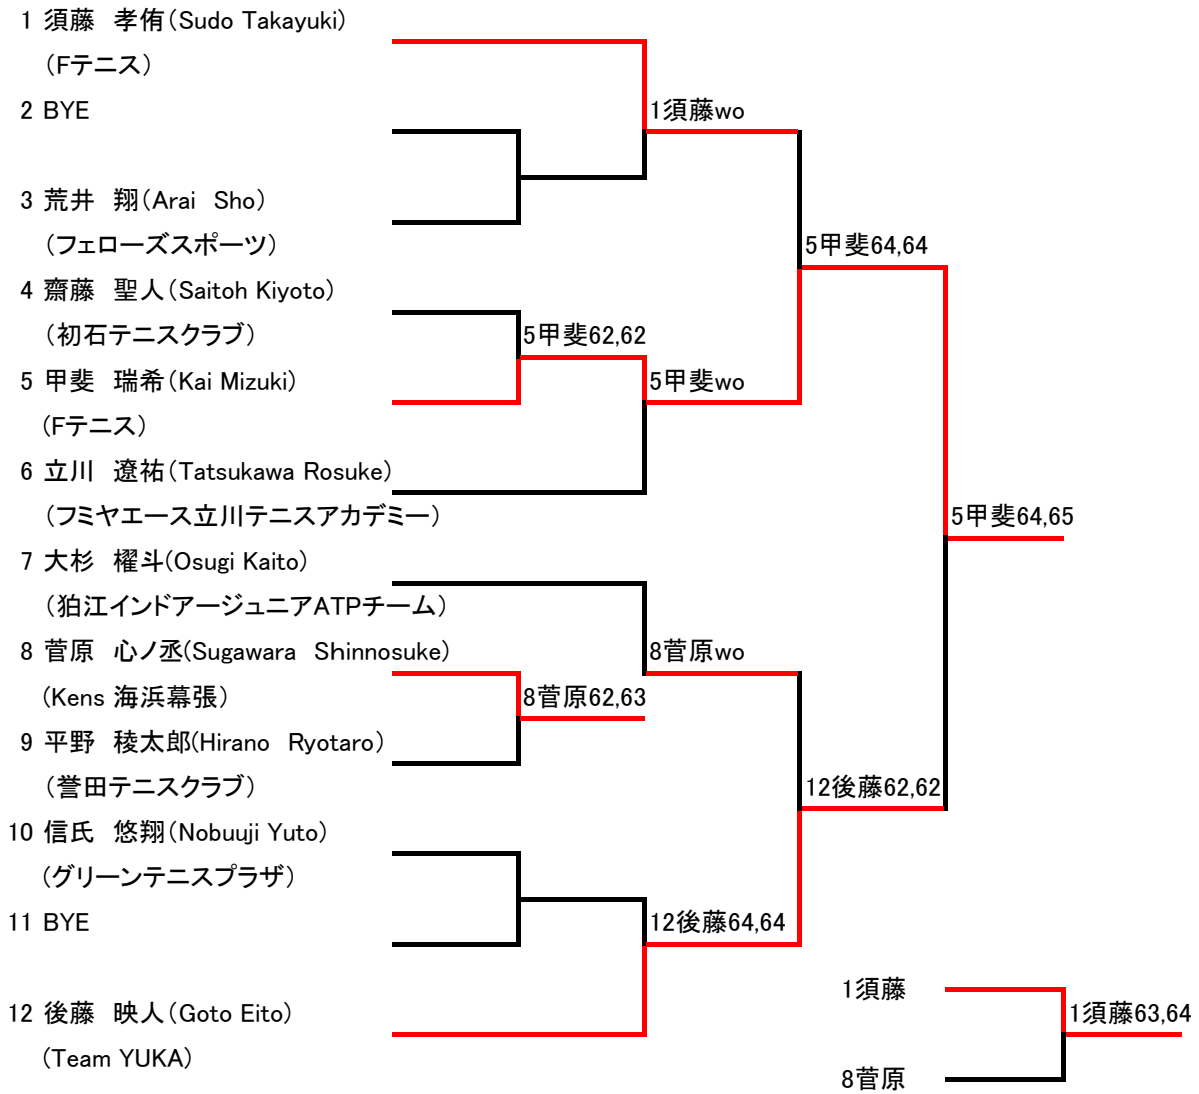 1 須藤　孝侑（Sudo Takayuki）
（Fテニス）
2 BYE
1須藤wo
3 荒井　翔（Arai　Sho）
（フェローズスポーツ）
5甲斐64,64
4 齋藤　聖人（Saitoh Kiyoto）
（初石テニスクラブ）
5甲斐62,62
5 甲斐　瑞希（Kai Mizuki）
5甲斐wo
(Fテニス）
6 立川　遼祐（Tatsukawa Rosuke）
（フミヤエース立川テニスアカデミー）
5甲斐64,65
7 大杉　櫂斗(Osugi Kaito）
（狛江インドアージュニアATPチーム）
8 菅原　心ノ丞(Sugawara　Shinnosuke)
8菅原wo
(Kens 海浜幕張）
8菅原62,63
9 平野　稜太郎(Hirano　Ryotaro）
（誉田テニスクラブ）
12後藤62,62
10 信氏　悠翔（Nobuuji Yuto）
（グリーンテニスプラザ）
11 BYE
12後藤64,64
12 後藤　映人（Goto Eito）
(Team YUKA）
1須藤
1須藤63,64
8菅原